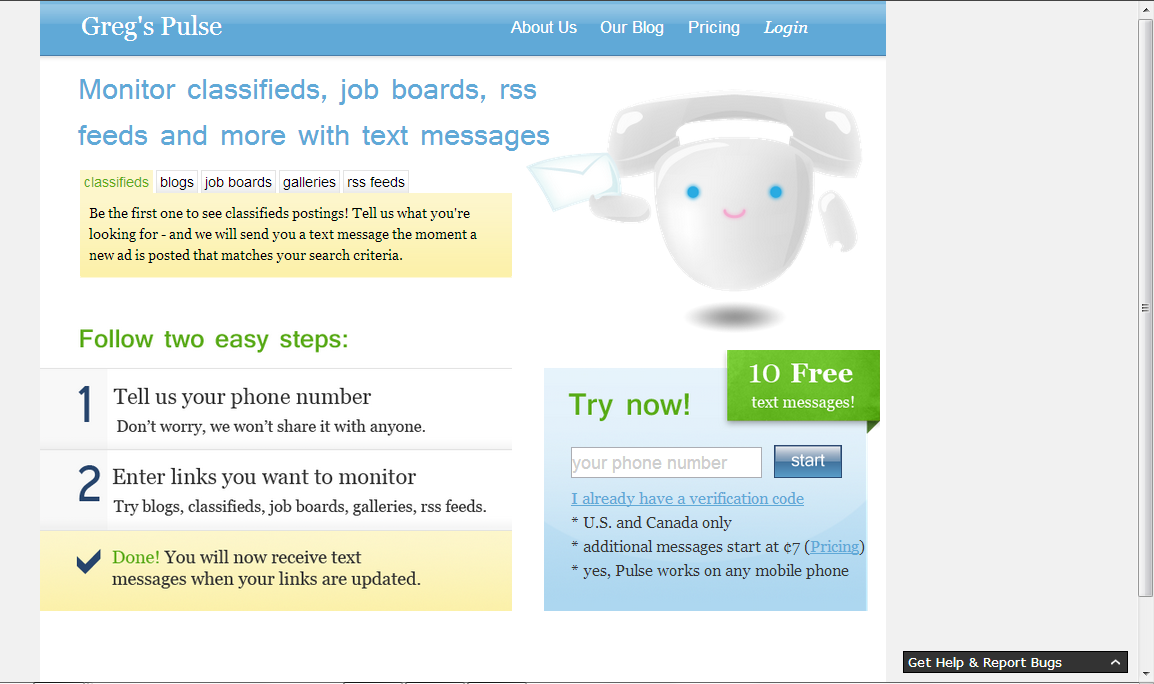 Greg's Pulse
About Us Our Blog Pricing Login
Monitor classifieds, job boards, rss
feeds and more with text messages
classifieds blogs job boards galleries rss feeds
Be the first one to see classifieds postings! Tell us what you're
looking for - and we will send you a text message the moment a
new ad is posted that matches your search criteria.
Follow two easy steps:
1 Tell us your phone number
Don't worry, we won't share it with anyone.
2 Enter links you want to monitor
Try blogs, classifieds, job boards, galleries, rss feeds.
Done! You will now receive text
messages when your links are updated.
10 Free
text messages!
Try now!
your phone number start
I already have a verification code
* U.S. and Canada only
* additional messages start at ¢7 (Pricing)
* yes, Pulse works on any mobile phone
Get Help & Report Bugs